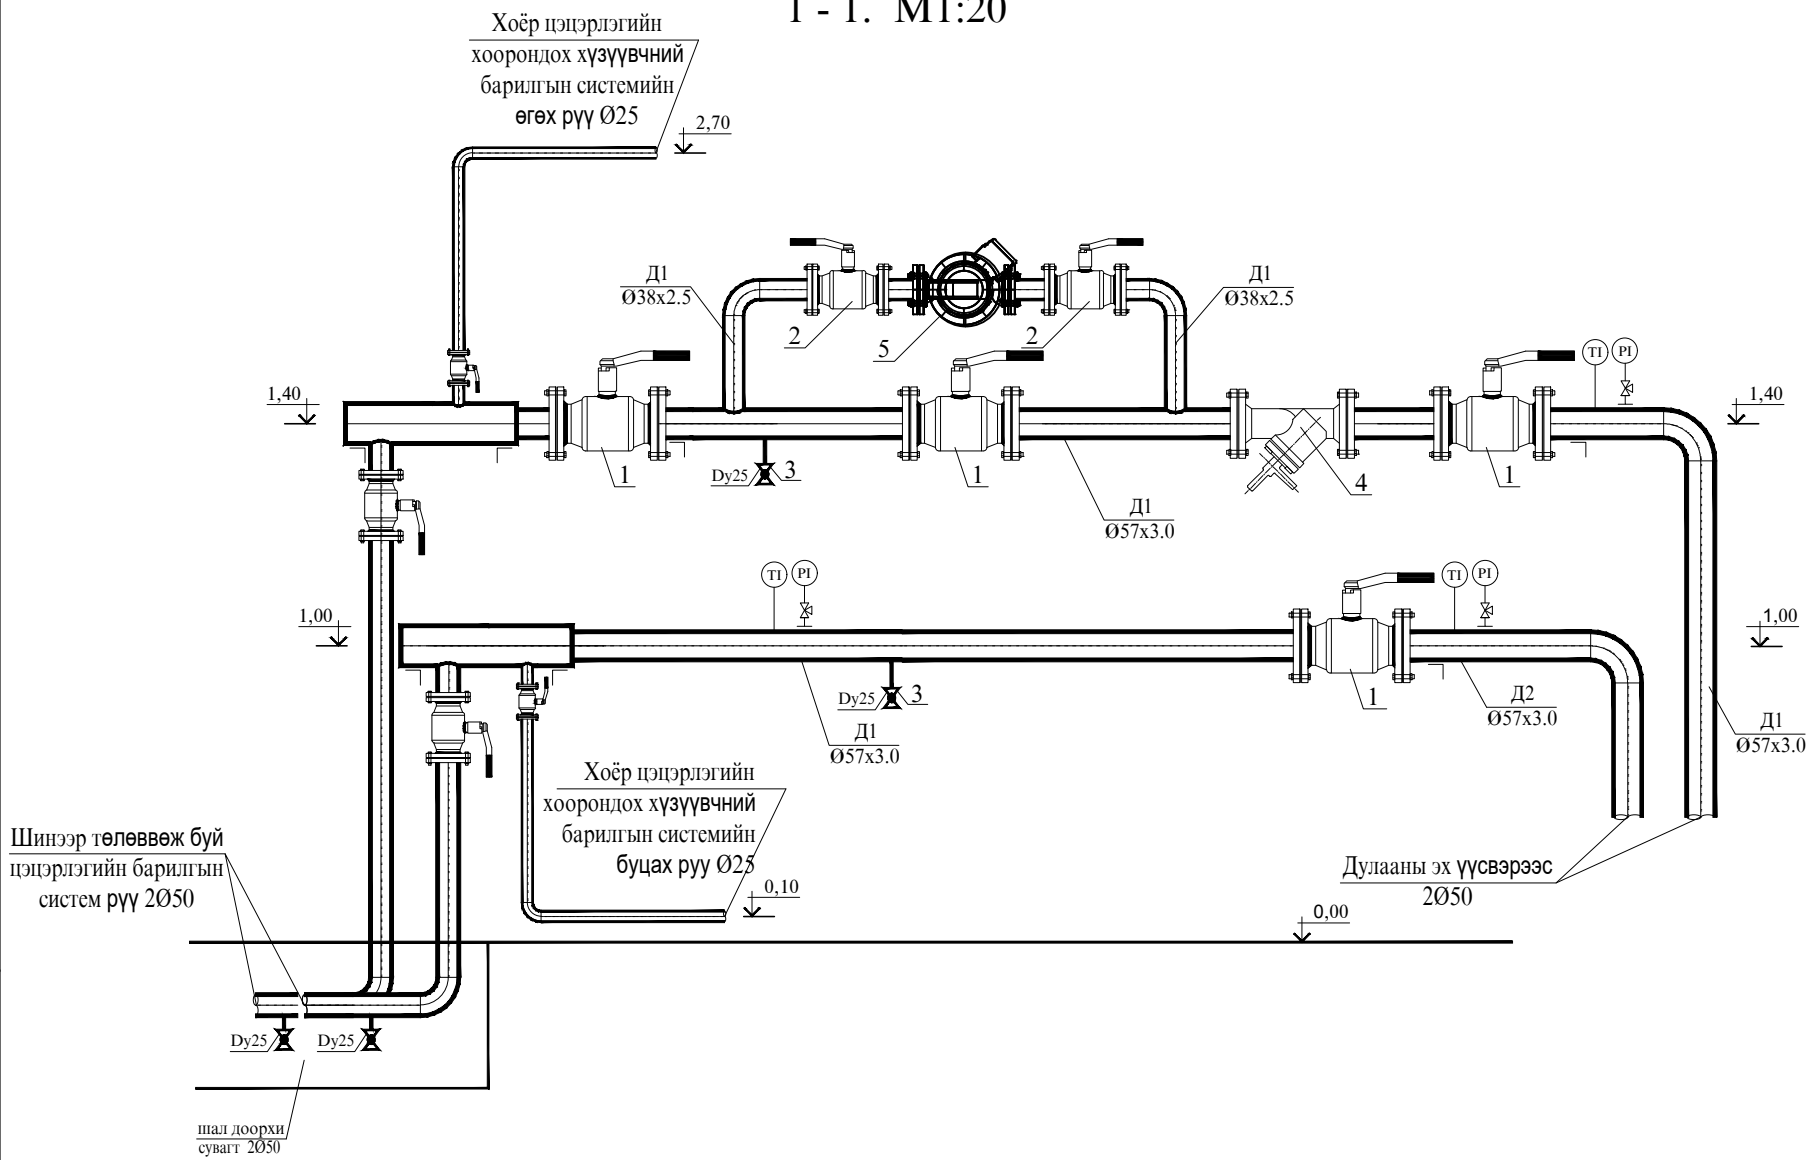 1 - 1. М1:20
Хоёр цэцэрлэгийн
хоорондох хүзүүвчний
барилгын системийн
өгөх рүү Ø25
2,70
Д1
Ø38x2.5
Д1
Ø38x2.5
2
5
2
TI
PI
1,40
1,40
1
Dy25
3
1
4
1
Д1
Ø57x3.0
TI
PI
TI
PI
1,00
1,00
Dy25
3
1
Д2
Ø57x3.0
Д1
Ø57x3.0
Д1
Ø57x3.0
Хоёр цэцэрлэгийн
хоорондох хүзүүвчний
барилгын системийн
буцах руу Ø25
0,10
Шинээр төлөввөж буй
цэцэрлэгийн барилгын
систем рүү 2Ø50
Дулааны эх үүсвэрээс
2Ø50
0,00
Dy25
Dy25
шал доорхи
сувагт 2Ø50